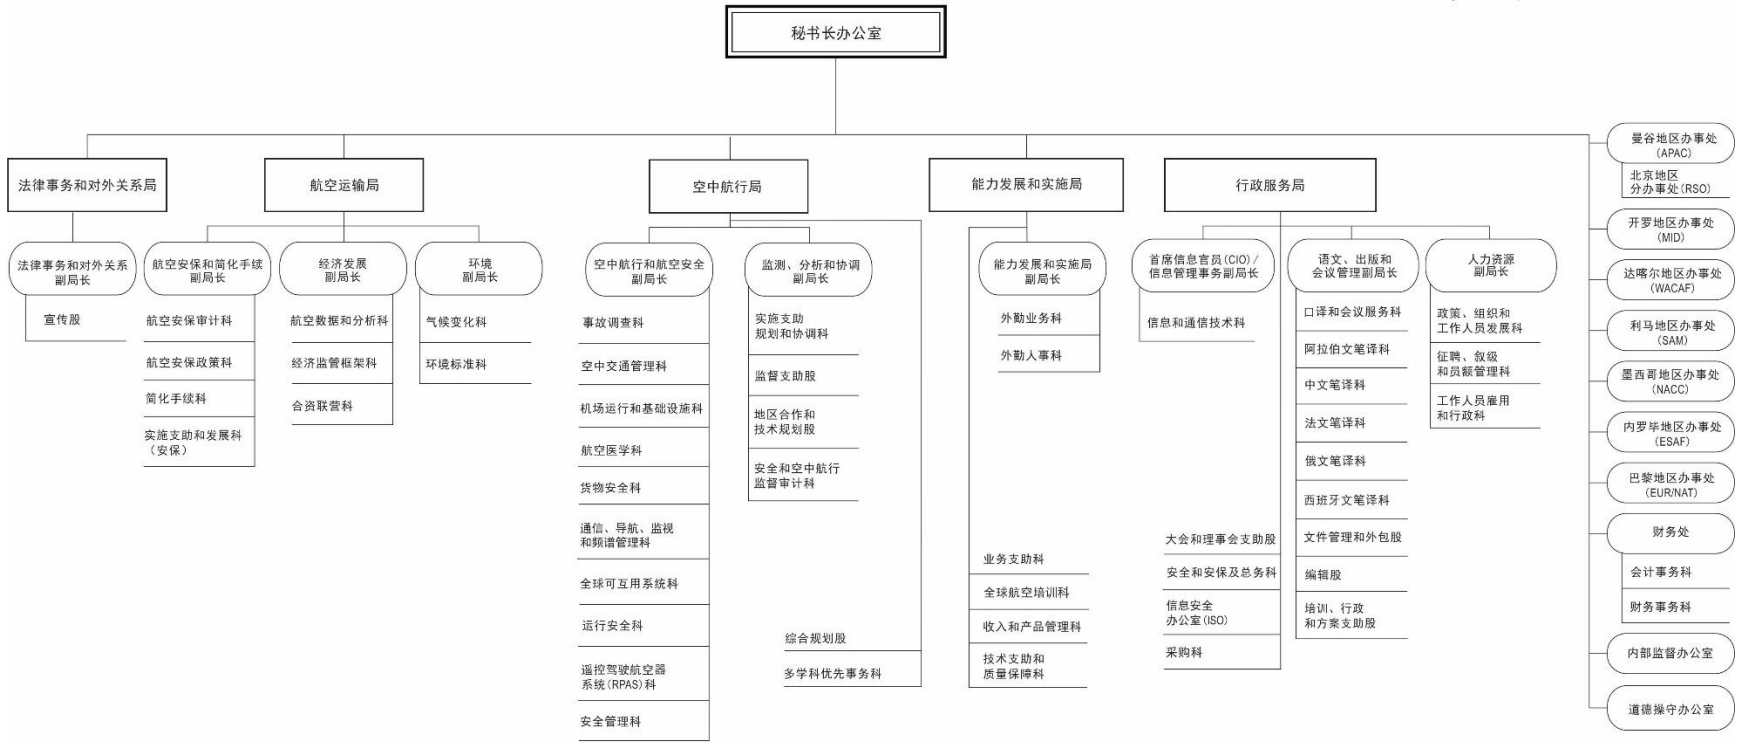 秘书长办公室
法律事务和对外关系局
法律事务和对外关系
副局长
宣传股
航空运输局
航空安保和简化手续
副局长
航空安保审计科
航空安保政策科
简化手续科
实施支助和发展科
（安保）
经济发展
副局长
航空数据和分析科
经济监管框架科
合资联营科
环境
副局长
气候变化科
环境标准科
空中航行局
空中航行和航空安全
副局长
事故调查科
空中交通管理科
机场运行和基础设施科
航空医学科
货物安全科
通信、导航、监视
和频谱管理科
全球可互用系统科
运行安全科
遥控驾驶航空器
系统(RPAS)科
安全管理科
监测、分析和协调
副局长
实施支助
规划和协调科
监督支助股
地区合作和
技术规划股
安全和空中航行
监督审计科
综合规划股
多学科优先事务科
能力发展和实施局
能力发展和实施局
副局长
外勤业务科
外勤人事科
业务支助科
全球航空培训科
收入和产品管理科
技术支助和
质量保障科
行政服务局
首席信息官员(CIO)/
信息管理事务副局长
信息和通信技术科
大会和理事会支助股
安全和安保及总务科
信息安全
办公室(ISO)
采购科
语文、出版和
会议管理副局长
口译和会议服务科
阿拉伯文笔译科
中文笔译科
法文笔译科
俄文笔译科
西班牙文笔译科
文件管理和外包股
编辑股
培训、行政
和方案支助股
人力资源
副局长
政策、组织和
工作人员发展科
征聘、叙级
和员额管理科
工作人员雇用
和行政科
曼谷地区办事处
(APAC)
北京地区
分办事处(RSO)
开罗地区办事处
(MID)
达喀尔地区办事处
(WACAF)
利马地区办事处
(SAM)
墨西哥地区办事处
(NACC)
内罗毕地区办事处
(ESAF)
巴黎地区办事处
(EUR/NAT)
财务处
会计事务科
财务事务科
内部监督办公室
道德操守办公室